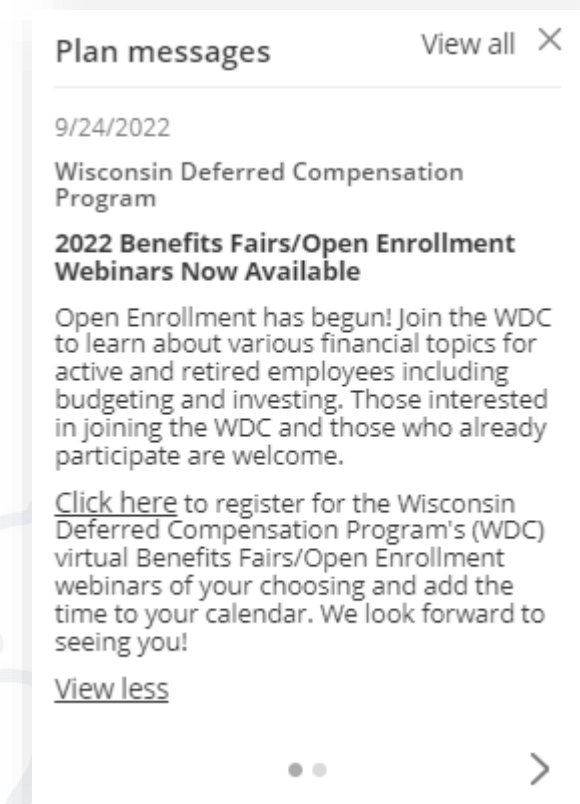 Plan messages View all
9/24/2022
Wisconsin Deferred Compensation
Program
2022 Benefits Fairs/Open Enrollment
Webinars Now Available
Open Enrollment has begun! Join the WDC
to learn about various financial topics for
active and retired employees including
budgeting and investing. Those interested
in joining the WDC and those who already
participate are welcome.
Click here to register for the Wisconsin
Deferred Compensation Program's (WDC)
virtual Benefits Fairs/Open Enrollment
webinars of your choosing and add the
time to your calendar. We look forward to
seeing you!
View less